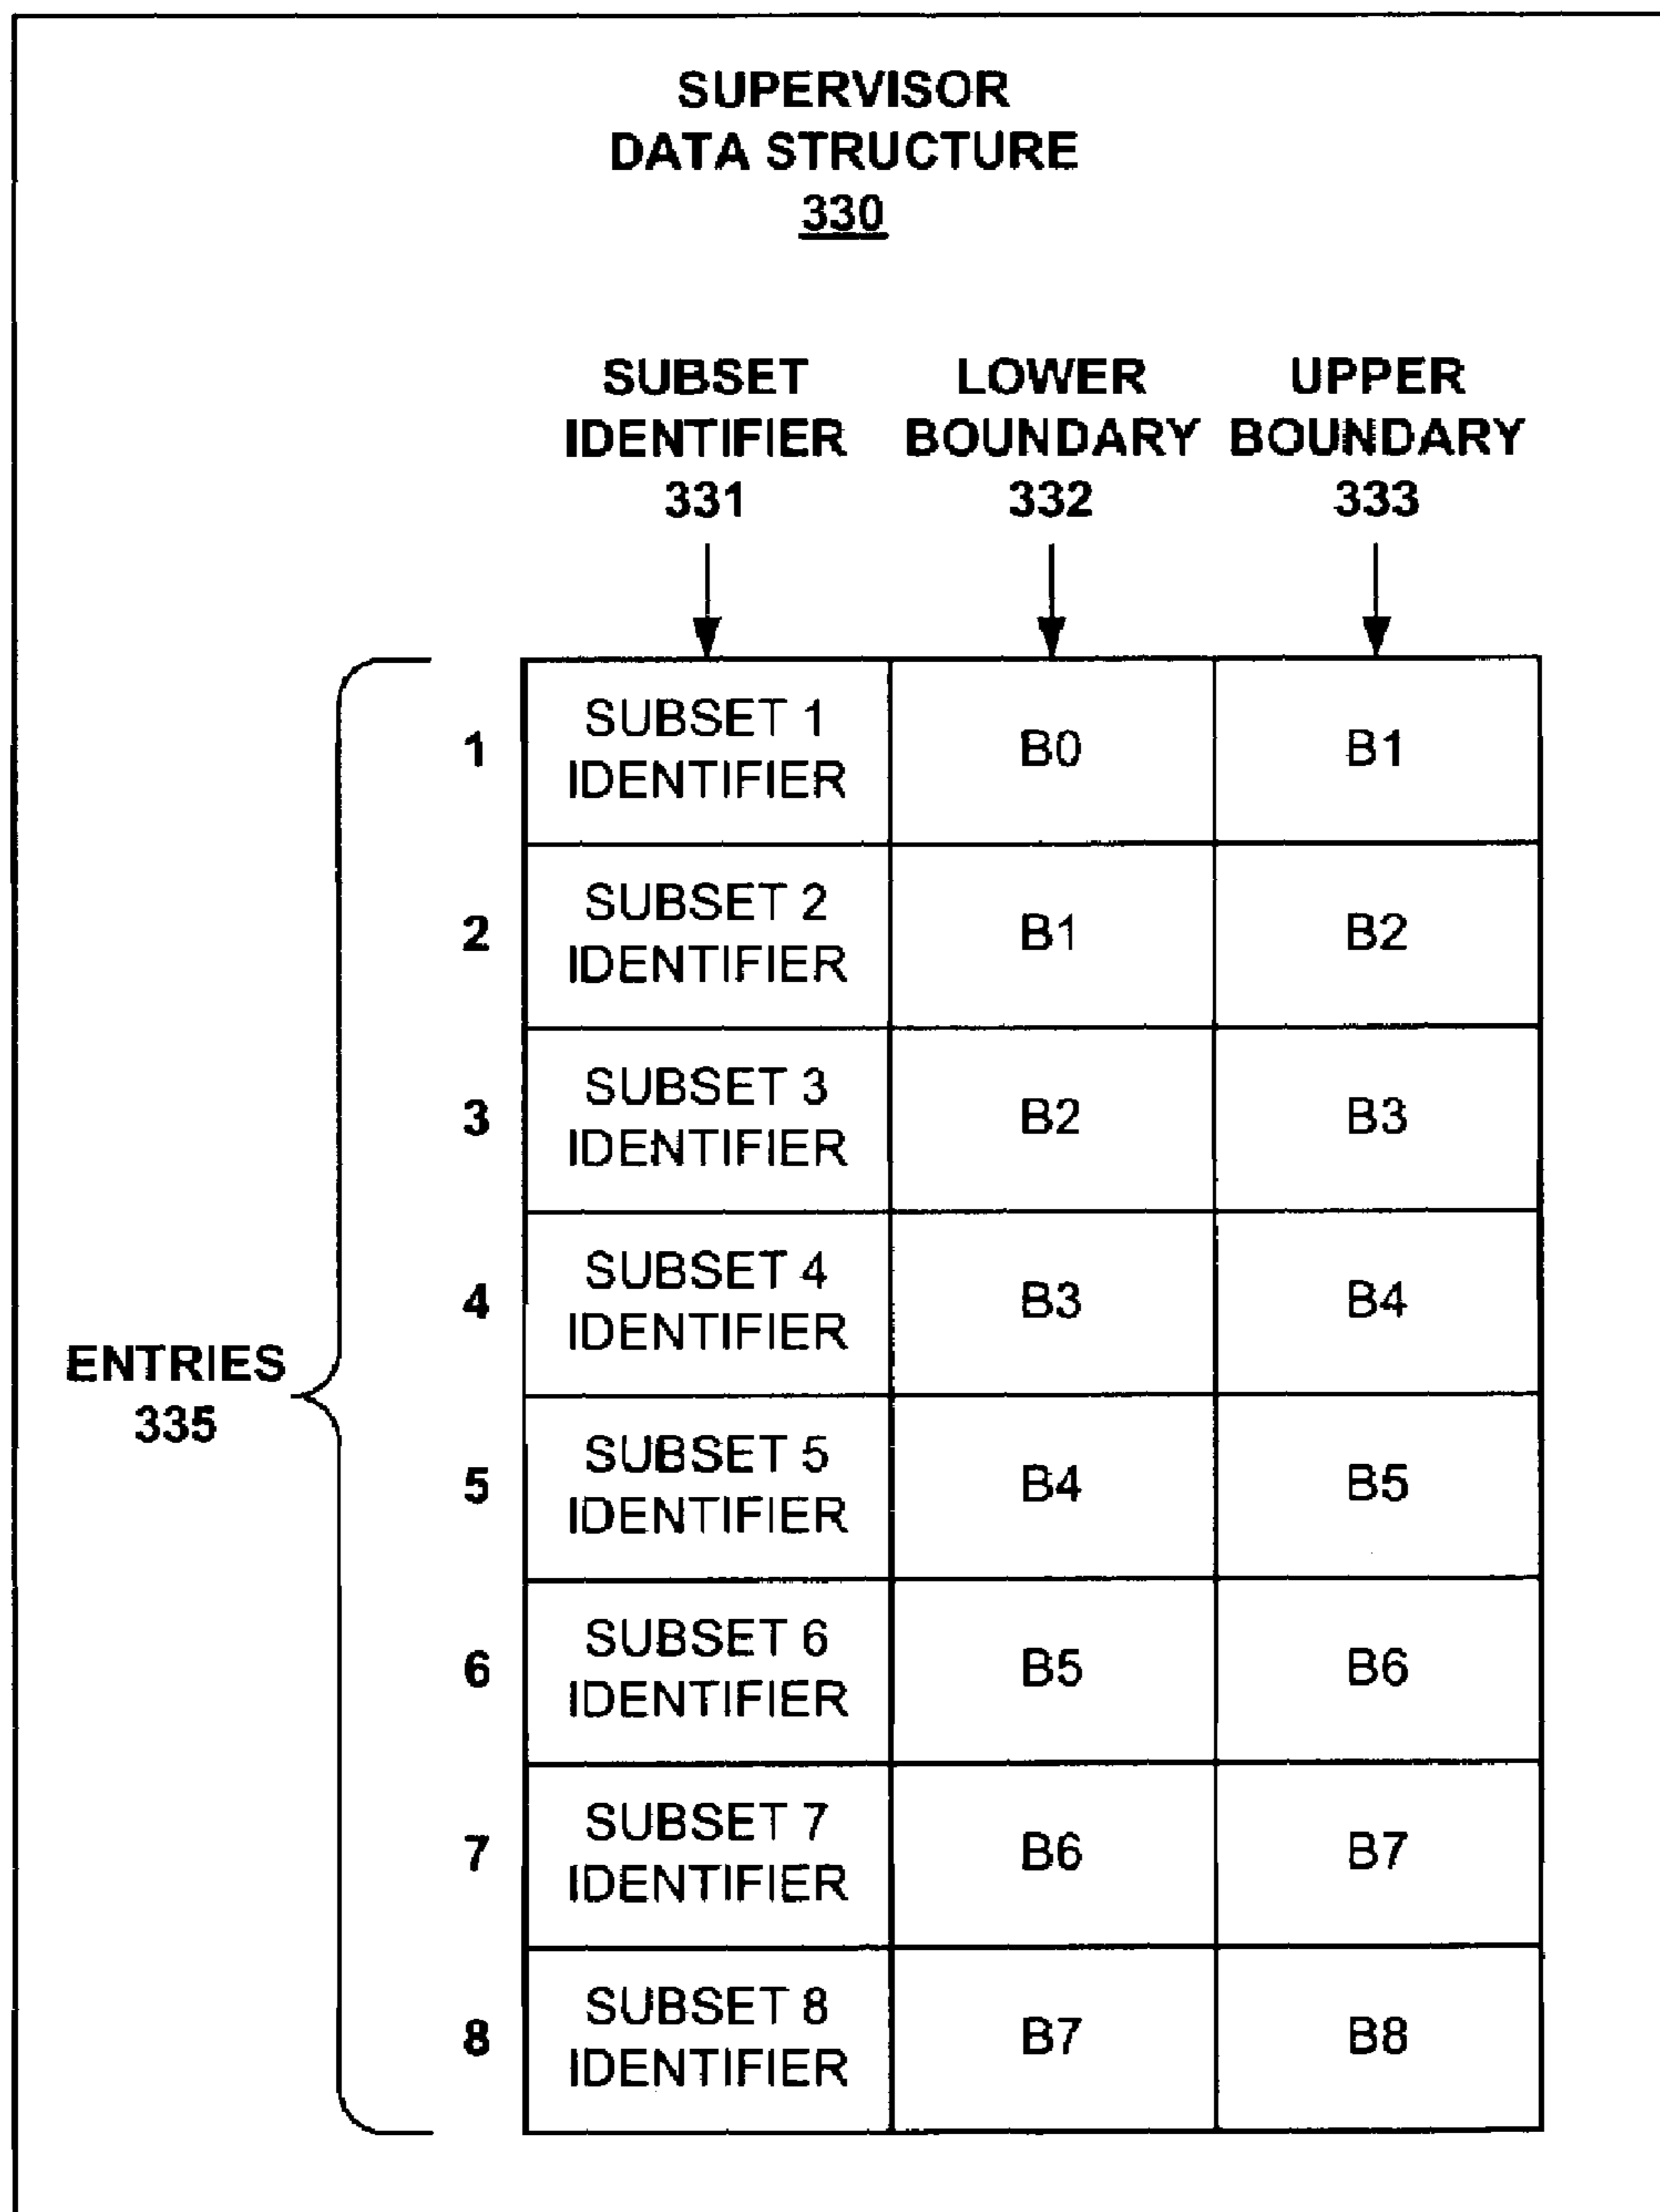 SUPERVISOR
DATA STRUCTURE
330
SUBSET LOWER UPPER
IDENTIFIER BOUNDARY BOUNDARY
331 332 333
SUBSET 1
1 IDENTIFIER B0 B1
SUBSET 2
2 IDENTIFIER B1 B2
SUBSET 3
3 IDENTIFIER B2 B3
SUBSET 4
4 IDENTIFIER B3 B4
ENTRIES
335
SUBSET 5
5 IDENTIFIER B4 B5
SUBSET 6
6 IDENTIFIER B5 B6
SUBSET 7
7 IDENTIFIER B6 B7
SUBSET 8
8 IDENTIFIER B7 B8